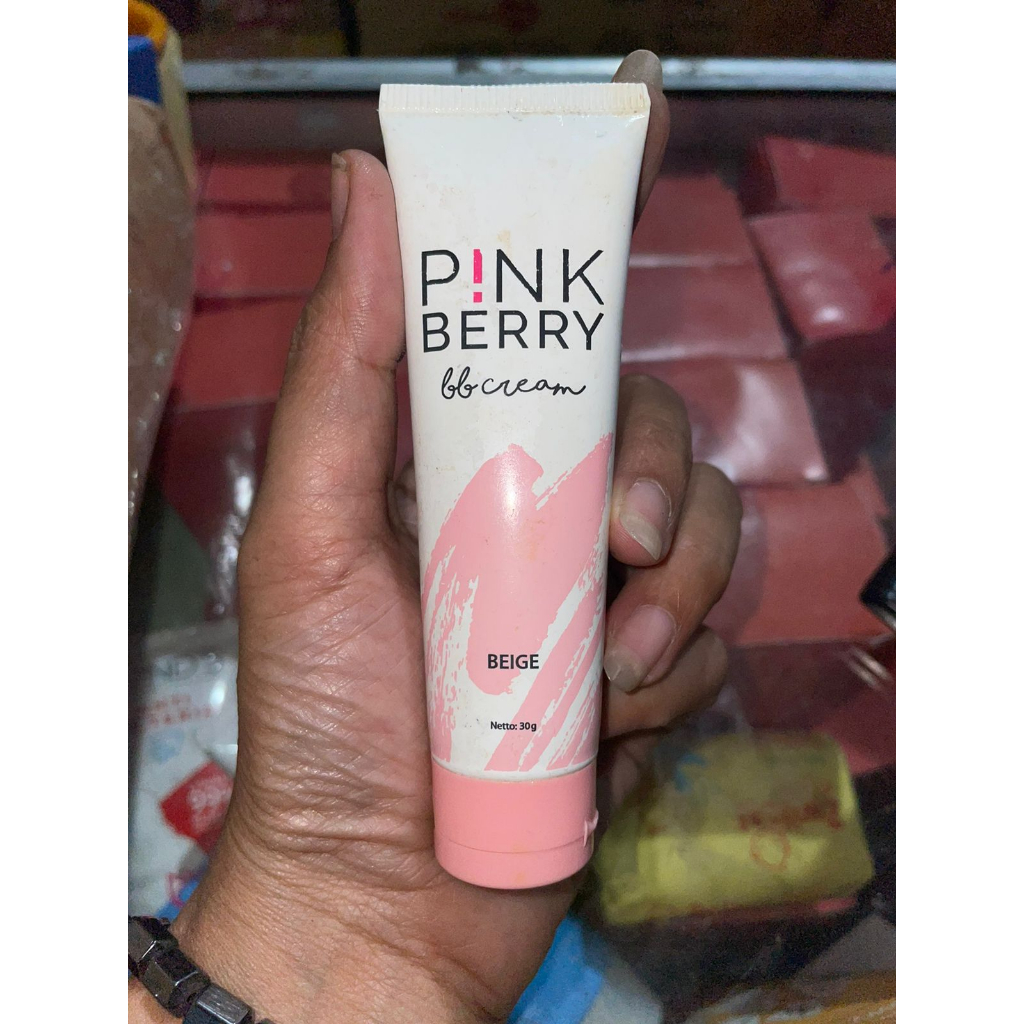 P!NK
BERRY
bb cream
BEIGE
Netto: 30g